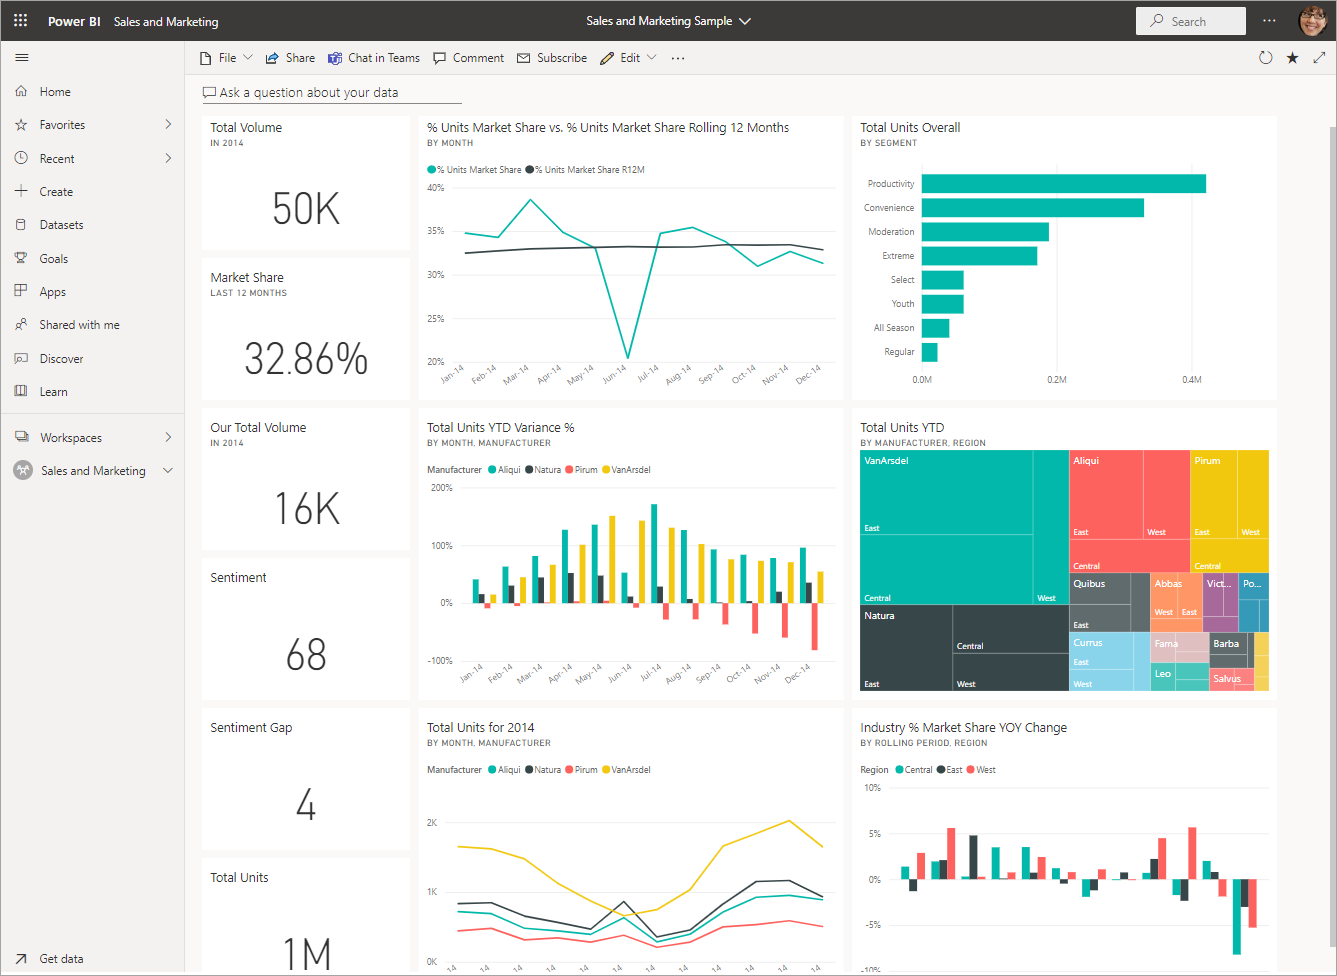 Power BI Sales and Marketing
Sales and Marketing Sample
Search
File
Share
Chat in Teams
Comment
Subscribe
Edit
Home
Favorites
Recent
Create
Datasets
Goals
Apps
Shared with me
Discover
Learn
Workspaces
Sales and Marketing
Get data
Ask a question about your data
Total Volume
IN 2014
50K
% Units Market Share vs. % Units Market Share Rolling 12 Months
BY MONTH
% Units Market Share % Units Market Share R12M
40%
35%
30%
25%
20%
Jan-14 Feb-14 Mar-14 Apr-14 May-14 Jun-14 Jul-14 Aug-14 Sep-14 Oct-14 Nov-14 Dec-14
Total Units Overall
BY SEGMENT
Productivity
Convenience
Moderation
Extreme
Select
Youth
All Season
Regular
0.0M 0.2M 0.4M
Market Share
LAST 12 MONTHS
32.86%
Our Total Volume
IN 2014
16K
Total Units YTD Variance %
BY MONTH, MANUFACTURER
Manufacturer Aliqui Natura Pirum VanArsdel
200%
100%
0%
-100%
Jan-14 Feb-14 Mar-14 Apr-14 May-14 Jun-14 Jul-14 Aug-14 Sep-14 Oct-14 Nov-14 Dec-14
Total Units YTD
BY MANUFACTURER, REGION
VanArsdel
East
Central
West
Aliqui
East
West
Central
Pirum
East
West
Central
Natura
East
Central
West
Quibus
East
Abbas
West
East
Vict...
Po...
Currus
East
West
Fama
Barba
Leo
Salvus
Sentiment
68
Sentiment Gap
4
Total Units for 2014
BY MONTH, MANUFACTURER
Manufacturer Aliqui Natura Pirum VanArsdel
2K
1K
0K
Industry % Market Share YOY Change
BY ROLLING PERIOD, REGION
Region Central East West
10%
5%
0%
-5%
-10%
Total Units
1M